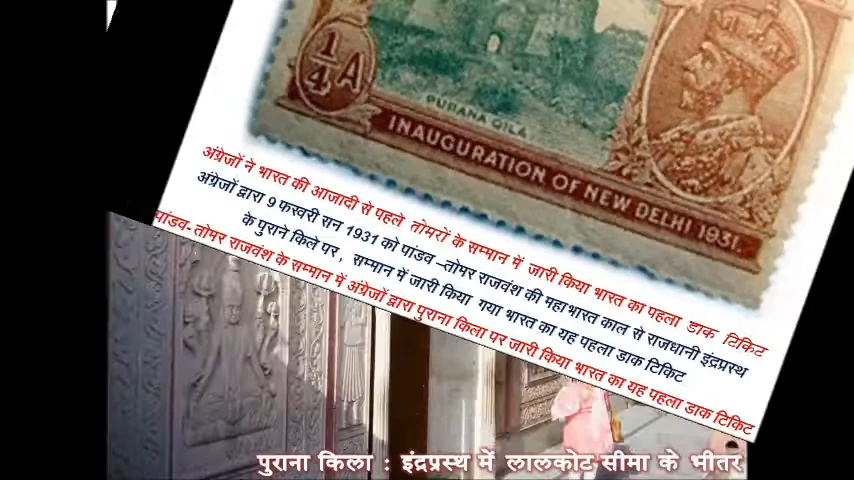 1/4 A
PURANA QILA
INAUGURATION OF NEW DELHI 1931.
अंग्रेजों ने भारत की आजादी से पहले तोमरों के सम्मान में जारी किया भारत का पहला डाक टिकिट
अंग्रेजों द्वारा 9 फरवरी सन 1931 को पांडव –तोमर राजवंश की महाभारत काल से राजधानी इंद्रप्रस्थ
के पुराने किले पर , सम्मान में जारी किया गया भारत का यह पहला डाक टिकिट
पांडव-तोमर राजवंश के सम्मान में अंग्रेजों द्वारा पुराना किला पर जारी किया भारत का यह पहला डाक टिकिट
पुराना किला : इंद्रप्रस्थ में लालकोट सीमा के भीतर